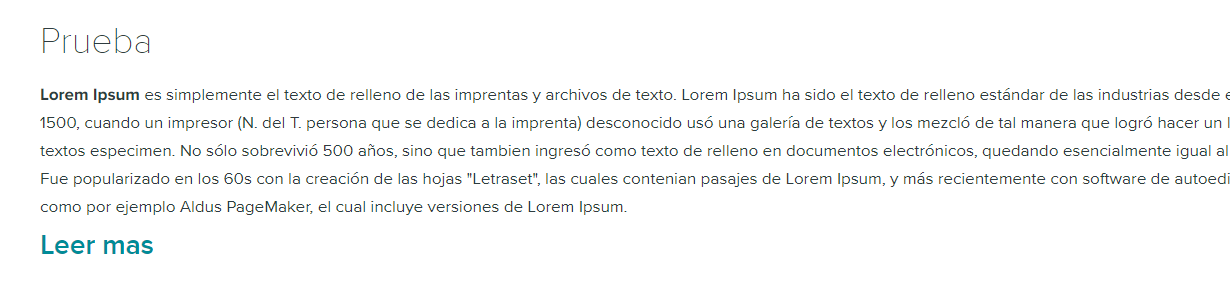 Prueba
Lorem Ipsum es simplemente el texto de relleno de las imprentas y archivos de texto. Lorem Ipsum ha sido el texto de relleno estándar de las industrias desde
1500, cuando un impresor (N. del T. persona que se dedica a la imprenta) desconocido usó una galería de textos y los mezcló de tal manera que logró hacer un
textos especimen. No sólo sobrevivió 500 años, sino que tambien ingresó como texto de relleno en documentos electrónicos, quedando esencialmente igual al
Fue popularizado en los 60s con la creación de las hojas "Letraset", las cuales contenian pasajes de Lorem Ipsum, y más recientemente con software de autoedi
como por ejemplo Aldus PageMaker, el cual incluye versiones de Lorem Ipsum.
Leer mas